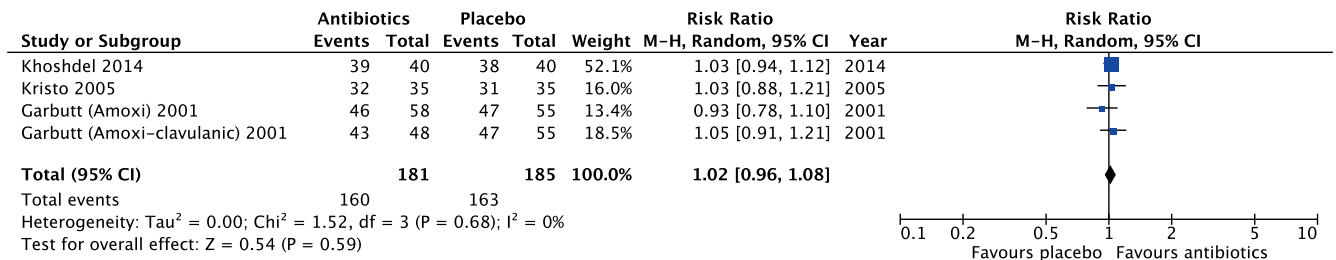 Antibiotics Placebo Risk Ratio Risk Ratio
Study or Subgroup Events Total Events Total Weight M-H, Random, 95% CI Year M-H, Random, 95% CI
Khoshdel 2014 39 40 38 40 52.1% 1.03 [0.94, 1.12] 2014
Kristo 2005 32 35 31 35 16.0% 1.03 [0.88, 1.21] 2005
Garbutt (Amoxi) 2001 46 58 47 55 13.4% 0.93 [0.78, 1.10] 2001
Garbutt (Amoxi-clavulanic) 2001 43 48 47 55 18.5% 1.05 [0.91, 1.21] 2001
Total (95% CI) 181 185 100.0% 1.02 [0.96, 1.08]
Total events 160 163
Heterogeneity: Tau² = 0.00; Chi² = 1.52, df = 3 (P = 0.68); I² = 0%
Test for overall effect: Z = 0.54 (P = 0.59)
0.1 0.2 0.5 1 2 5 10
Favours placebo Favours antibiotics